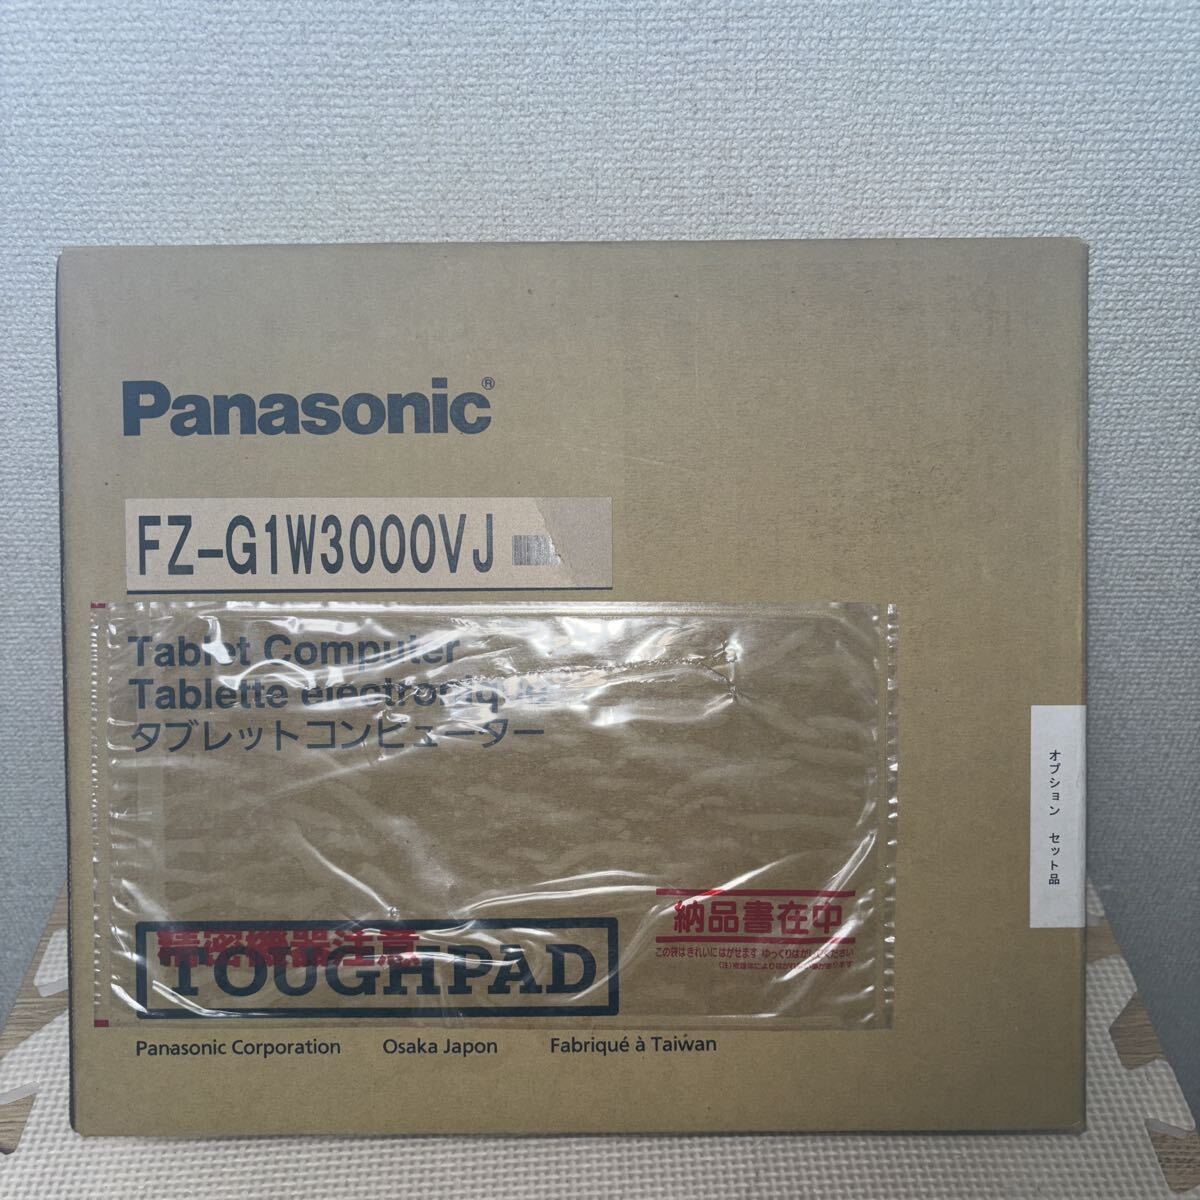 Panasonic®
FZ-G1W3000VJ
Tablet Computer
Tablette électronique
タブレットコンピューター
オプション セット品
納品書在中
この袋はきれいにはがせます ゆっくりはがしてください
精密機器注意
TOUGHPAD
Panasonic Corporation Osaka Japon Fabriqué à Taiwan